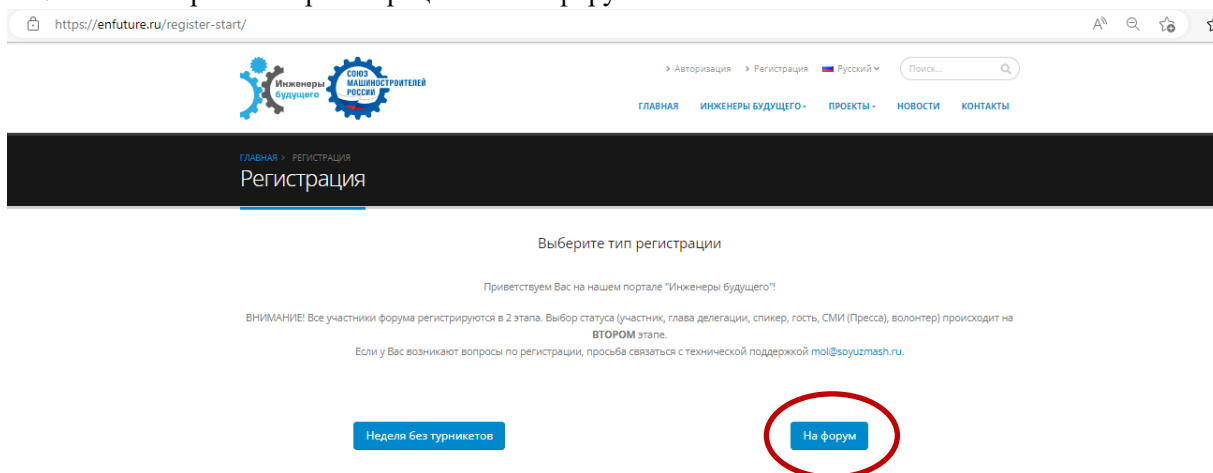 https://enfuture.ru/register-start/
Инженеры
будущего
СОЮЗ
МАШИНОСТРОИТЕЛЕЙ
РОССИИ
> Авторизация > Регистрация Русский
Поиск...
ГЛАВНАЯ ИНЖЕНЕРЫ БУДУЩЕГО ПРОЕКТЫ НОВОСТИ КОНТАКТЫ
ГЛАВНАЯ > РЕГИСТРАЦИЯ
Регистрация
Выберите тип регистрации
Приветствуем Вас на нашем портале "Инженеры будущего"!
ВНИМАНИЕ! Все участники форума регистрируются в 2 этапа. Выбор статуса (участник, глава делегации, спикер, гость, СМИ (Пресса), волонтер) происходит на
ВТОРОМ этапе.
Если у Вас возникают вопросы по регистрации, просьба связаться с технической поддержкой mol@soyuzmash.ru.
Неделя без турникетов
На форум